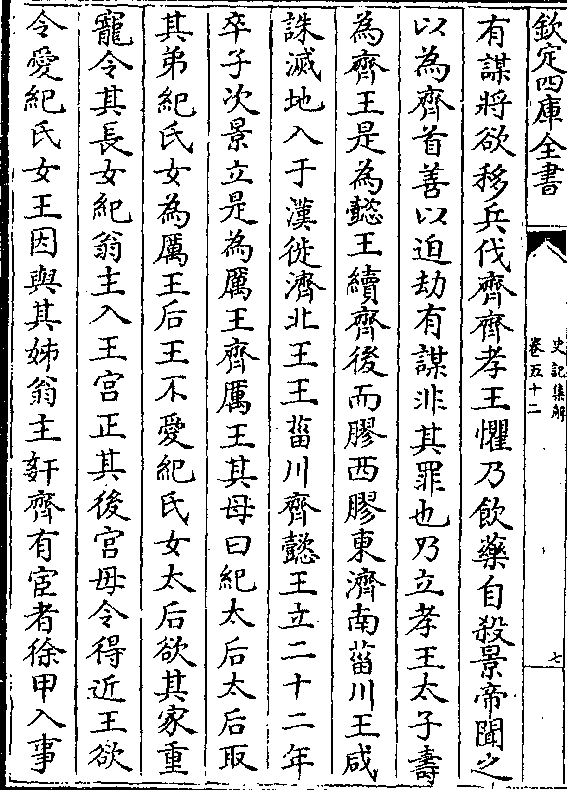 欽定四庫全書
史記集解
卷五十二
七
有謀將欲移兵伐齊齊孝王懼乃飲藥自殺景帝聞之
以為齊首善以迫劫有謀非其罪也乃立孝王太子壽
為齊王是為懿王續齊後而膠西膠東濟南菑川王咸
誅滅地入于漢徙濟北王王菑川齊懿王立二十二年
卒子次景立是為厲王齊厲王其母曰紀太后太后取
其弟紀氏女為厲王后王不愛紀氏女太后欲其家重
寵令其長女紀翁主入王宮正其後宮毋令得近王欲
令愛紀氏女王因與其姊翁主姧齊有宦者徐甲入事